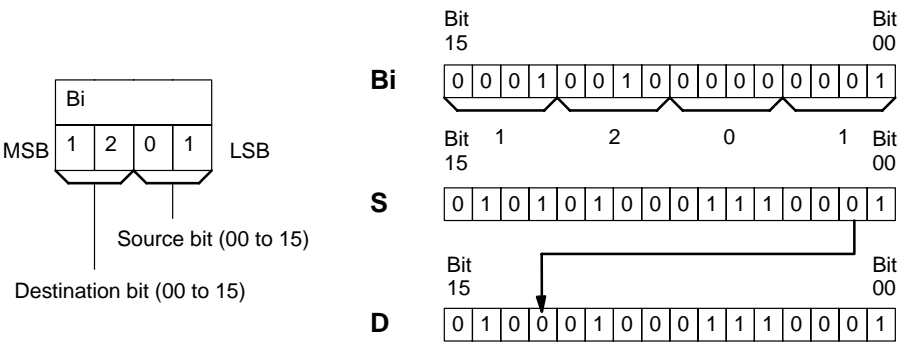 Bi
MSB 1 2 0 1 LSB
Source bit (00 to 15)
Destination bit (00 to 15)
Bit 15 Bit 00
Bi 0 0 0 1 0 0 1 0 0 0 0 0 0 0 0 1
1 2 0 1
Bit 15 Bit 00
S 0 1 0 1 0 1 0 0 0 1 1 1 0 0 0 1
Bit 15 Bit 00
D 0 1 0 0 0 1 0 0 0 1 1 1 0 0 0 1